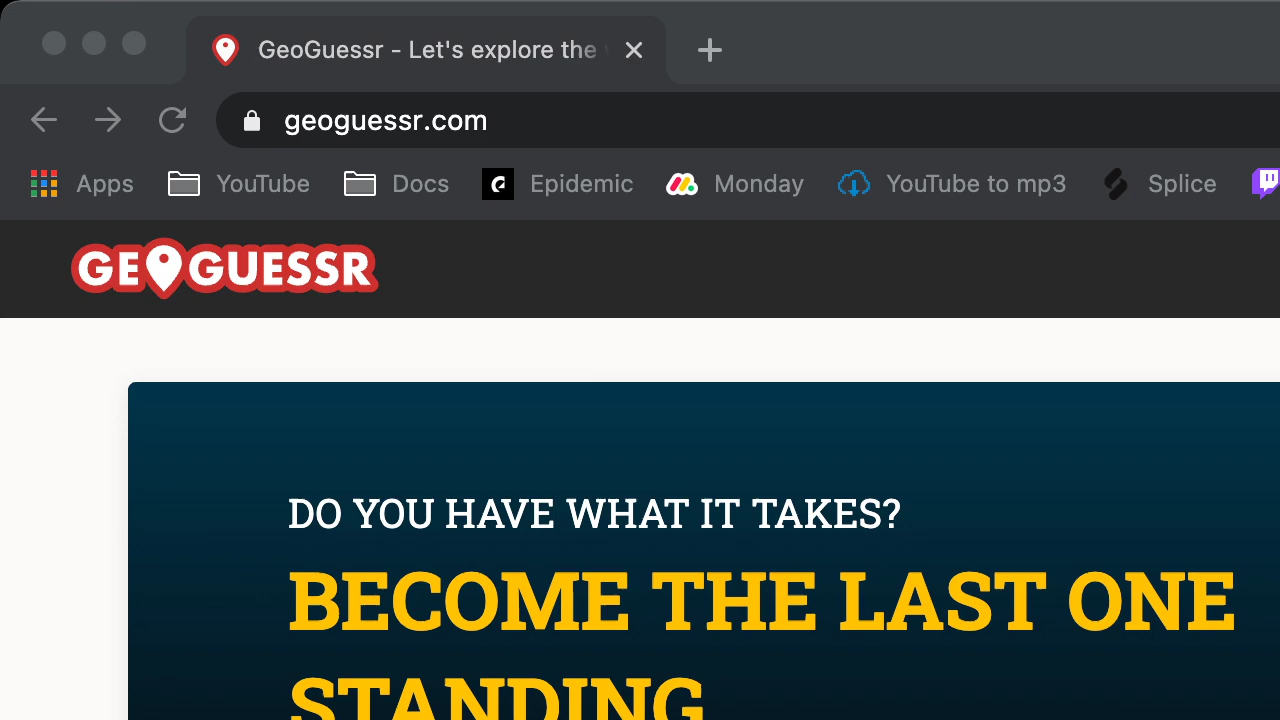 GeoGuessr - Let's explore the
geoguessr.com
Apps YouTube Docs Epidemic Monday YouTube to mp3 Splice
GEOGUESSR
DO YOU HAVE WHAT IT TAKES?
BECOME THE LAST ONE
STANDING